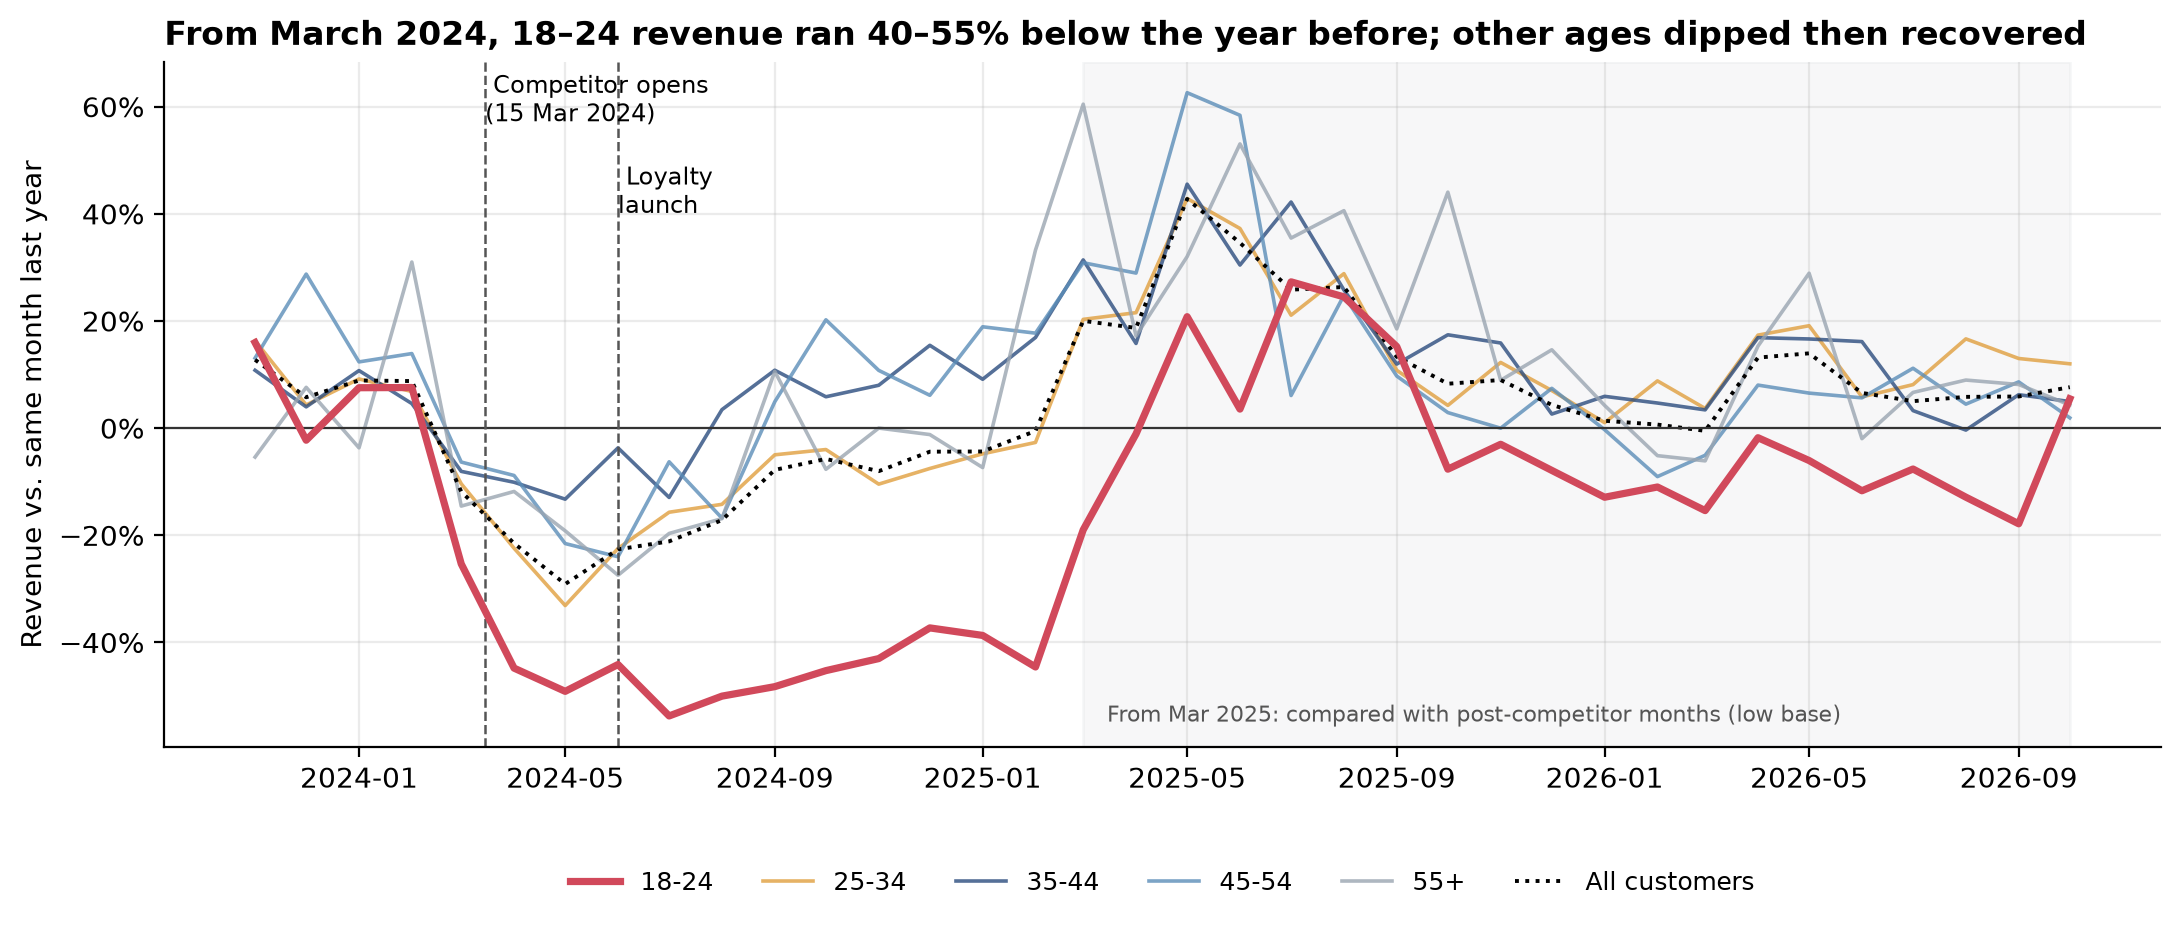 From March 2024, 18–24 revenue ran 40–55% below the year before; other ages dipped then recovered
Revenue vs. same month last year
60%
40%
20%
0%
−20%
−40%
Competitor opens
(15 Mar 2024)
Loyalty
launch
From Mar 2025: compared with post-competitor months (low base)
2024-01
2024-05
2024-09
2025-01
2025-05
2025-09
2026-01
2026-05
2026-09
18-24
25-34
35-44
45-54
55+
All customers